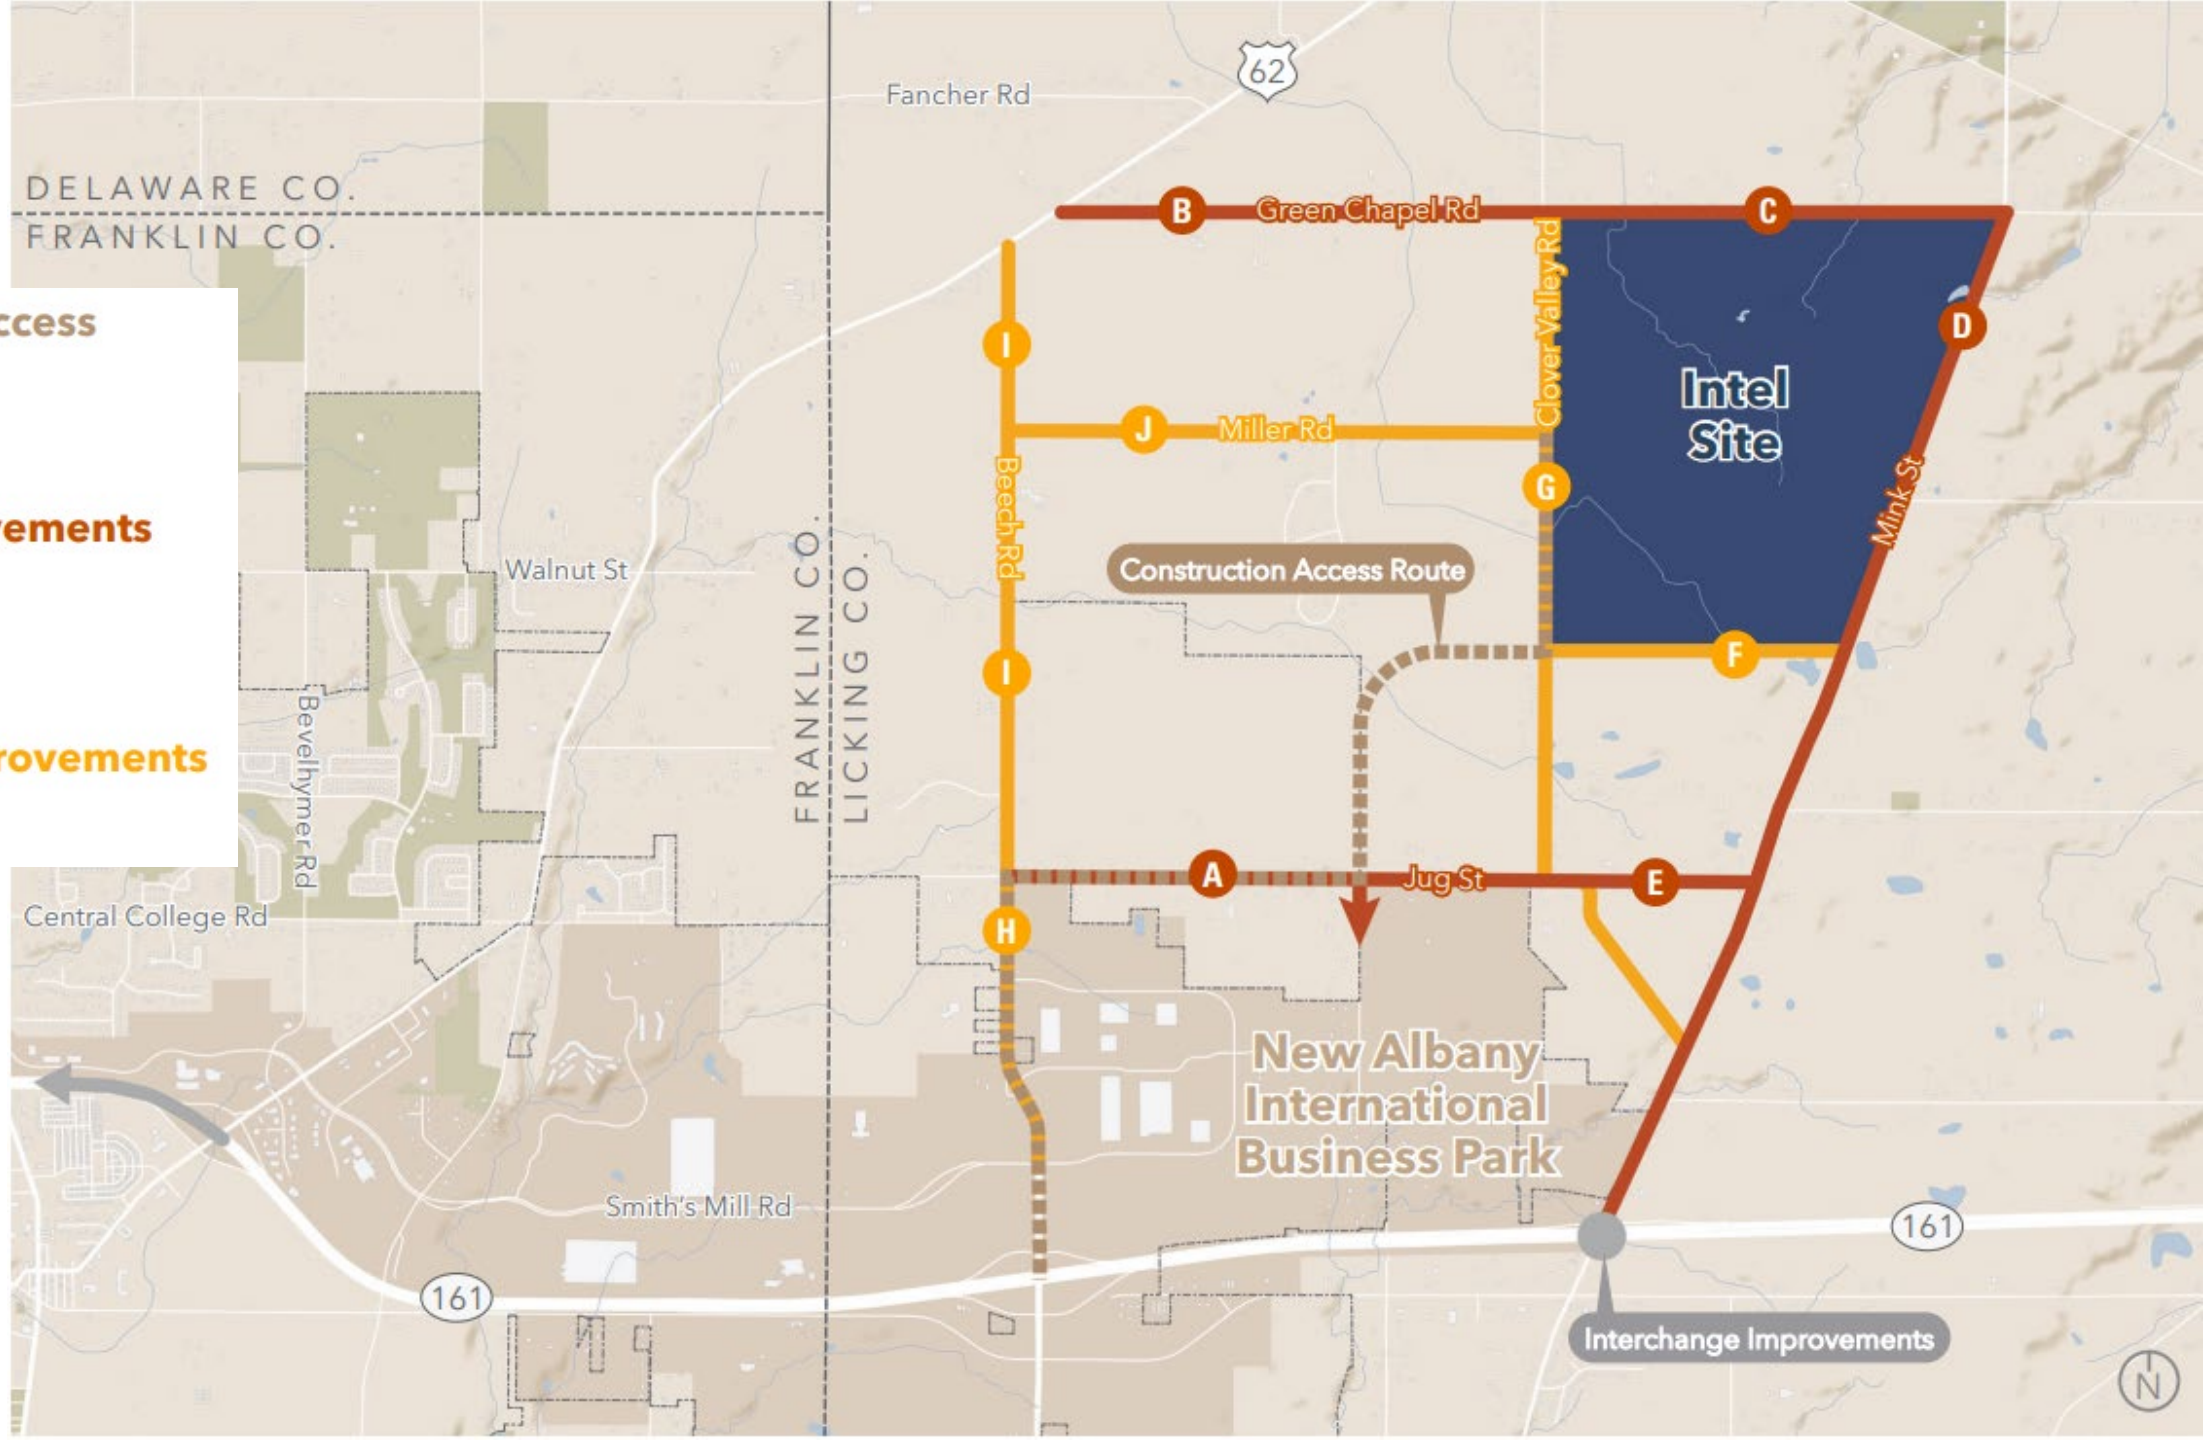 62
Fancher Rd
DELAWARE CO.
FRANKLIN CO.
B
Green Chapel Rd
C
ccess
I
Clover Valley Rd
D
Intel
Site
J
Miller Rd
Beech Rd
G
Mink St
vements
Walnut St
FRANKLIN CO.
LICKING CO.
Construction Access Route
I
F
Bevelhymer Rd
rovements
A
Jug St
E
Central College Rd
H
New Albany
International
Business Park
Smith's Mill Rd
161
161
Interchange Improvements
N